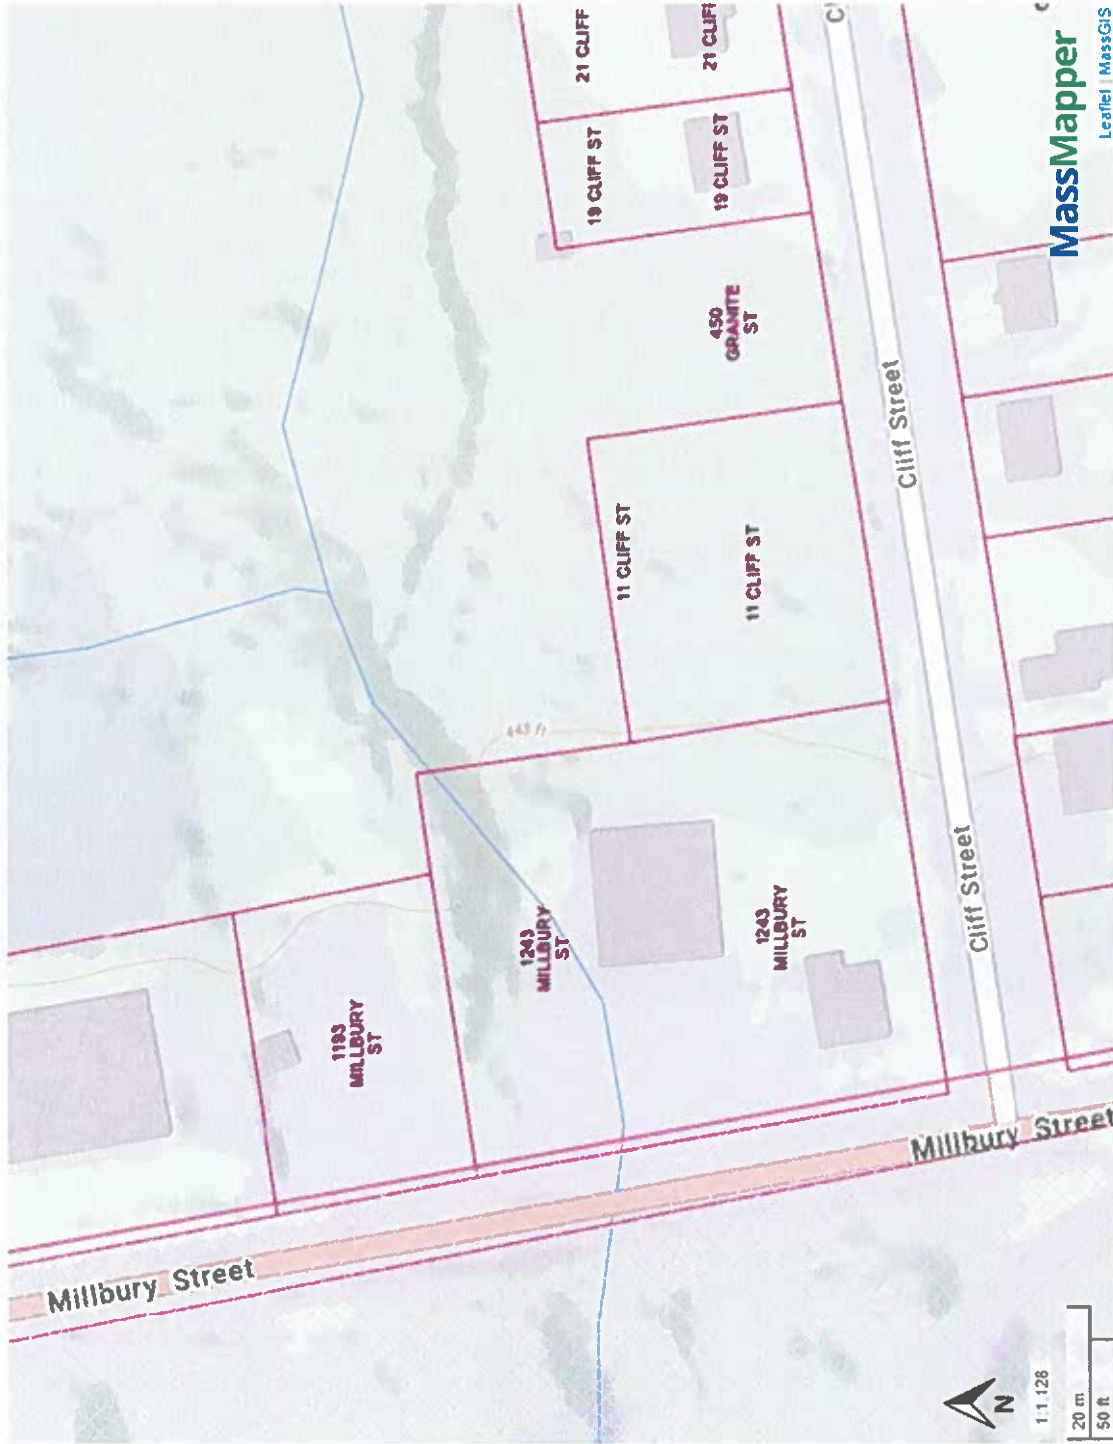 21 CLIFF
21 CLIF
19 CLIFF ST
19 CLIFF ST
450
GRANITE
ST
11 CLIFF ST
11 CLIFF ST
443 ft
1243
MILLBURY
ST
1243
MILLBURY
ST
1193
MILLBURY
ST
Cliff Street
Cliff Street
Millbury Street
Millbury Street
MassMapper
Leaflet | MassGIS
N
1:1,128
20 m
50 ft